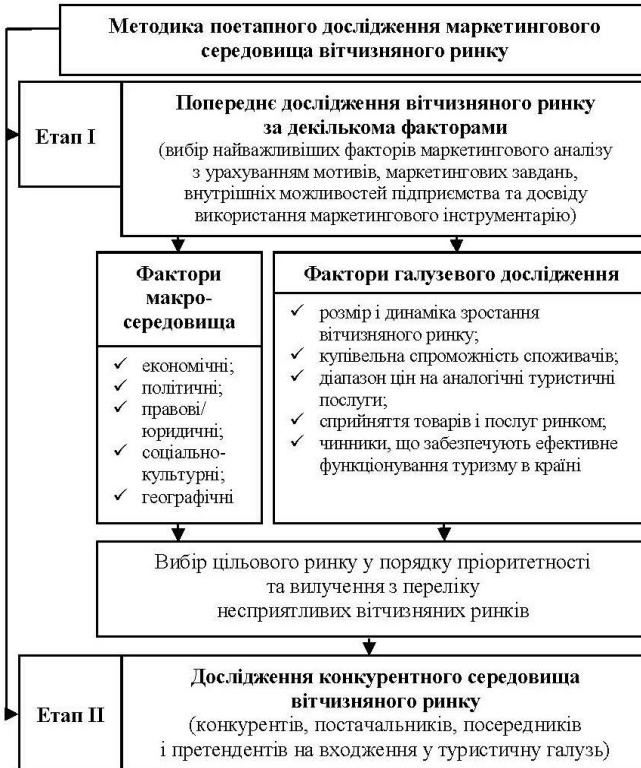 Методика поетапного дослідження маркетингового
середовища вітчизняного ринку
Етап I
Попереднє дослідження вітчизняного ринку
за декількома факторами
(вибір найважливіших факторів маркетингового аналізу
з урахуванням мотивів, маркетингових завдань,
внутрішніх можливостей підприємства та досвіду
використання маркетингового інструментарію)
Фактори
макро-
середовища
✓ економічні;
✓ політичні;
✓ правові/
юридичні;
✓ соціально-
культурні;
✓ географічні
Фактори галузевого дослідження
✓ розмір і динаміка зростання
вітчизняного ринку;
✓ купівельна спроможність споживачів;
✓ діапазон цін на аналогічні туристичні
послуги;
✓ сприйняття товарів і послуг ринком;
✓ чинники, що забезпечують ефективне
функціонування туризму в країні
Вибір цільового ринку у порядку пріоритетності
та вилучення з переліку
несприятливих вітчизняних ринків
Етап II
Дослідження конкурентного середовища
вітчизняного ринку
(конкурентів, постачальників, посередників
і претендентів на входження у туристичну галузь)